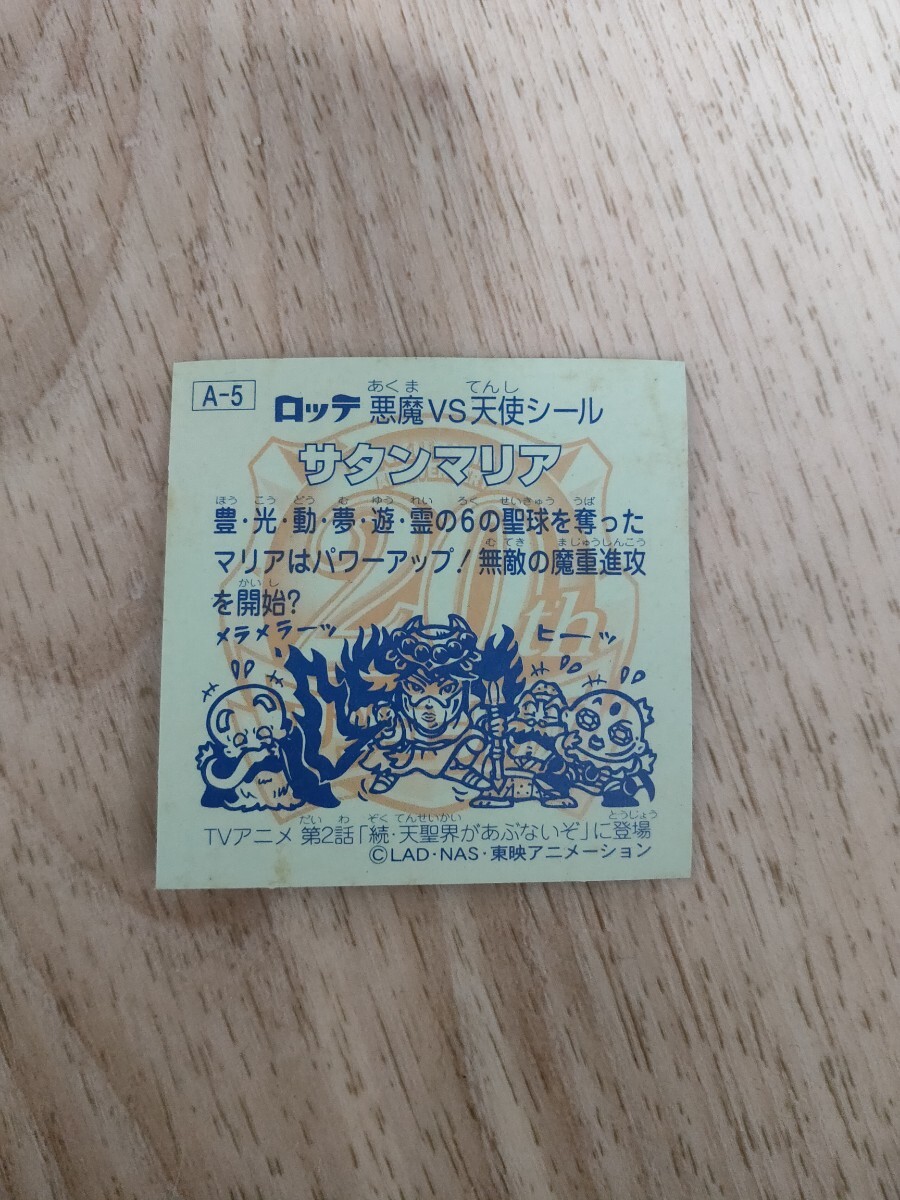 A-5
あくま てんし
ロッテ 悪魔VS天使シール
サタンマリア
ほう こう どう む ゆう れい ろく せいきゅう うば
豊・光・動・夢・遊・霊の6の聖球を奪った
むてき まじゅうしんこう
マリアはパワーアップ!無敵の魔重進攻
かいし
を開始?
メラメラーッ ヒーッ
20th
だい わ ぞく てんせいかい とうじょう
TVアニメ 第2話「続・天聖界があぶないぞ」に登場
©LAD・NAS・東映アニメーション